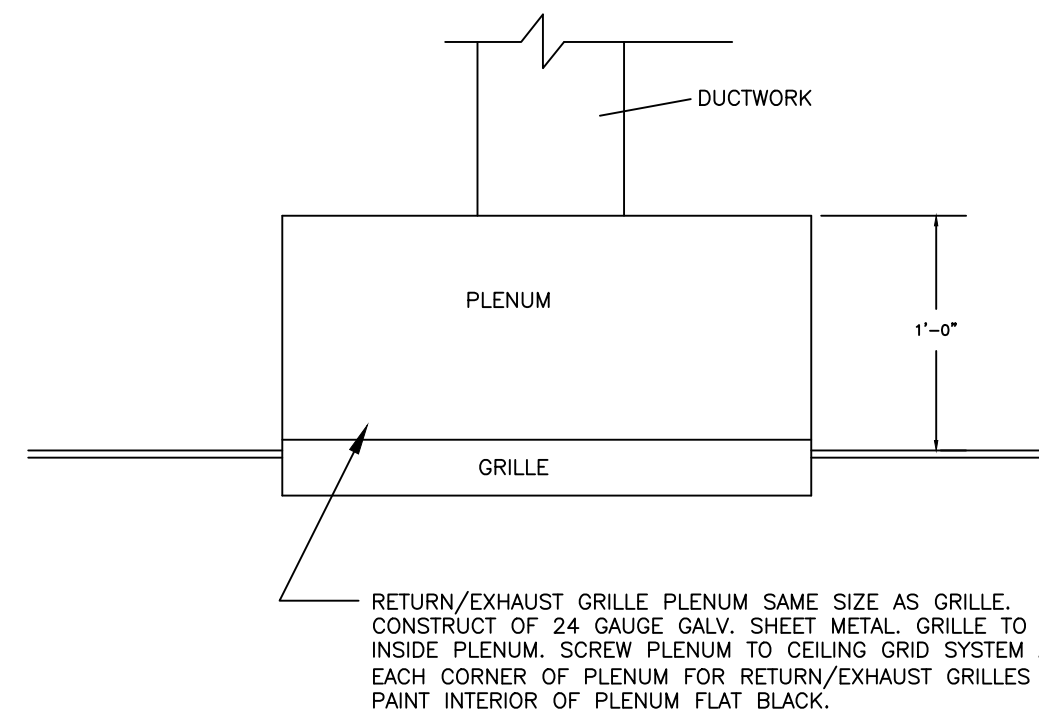 DUCTWORK
PLENUM
1'-0"
GRILLE
RETURN/EXHAUST GRILLE PLENUM SAME SIZE AS GRILLE.
CONSTRUCT OF 24 GAUGE GALV. SHEET METAL. GRILLE TO
INSIDE PLENUM. SCREW PLENUM TO CEILING GRID SYSTEM
EACH CORNER OF PLENUM FOR RETURN/EXHAUST GRILLES
PAINT INTERIOR OF PLENUM FLAT BLACK.